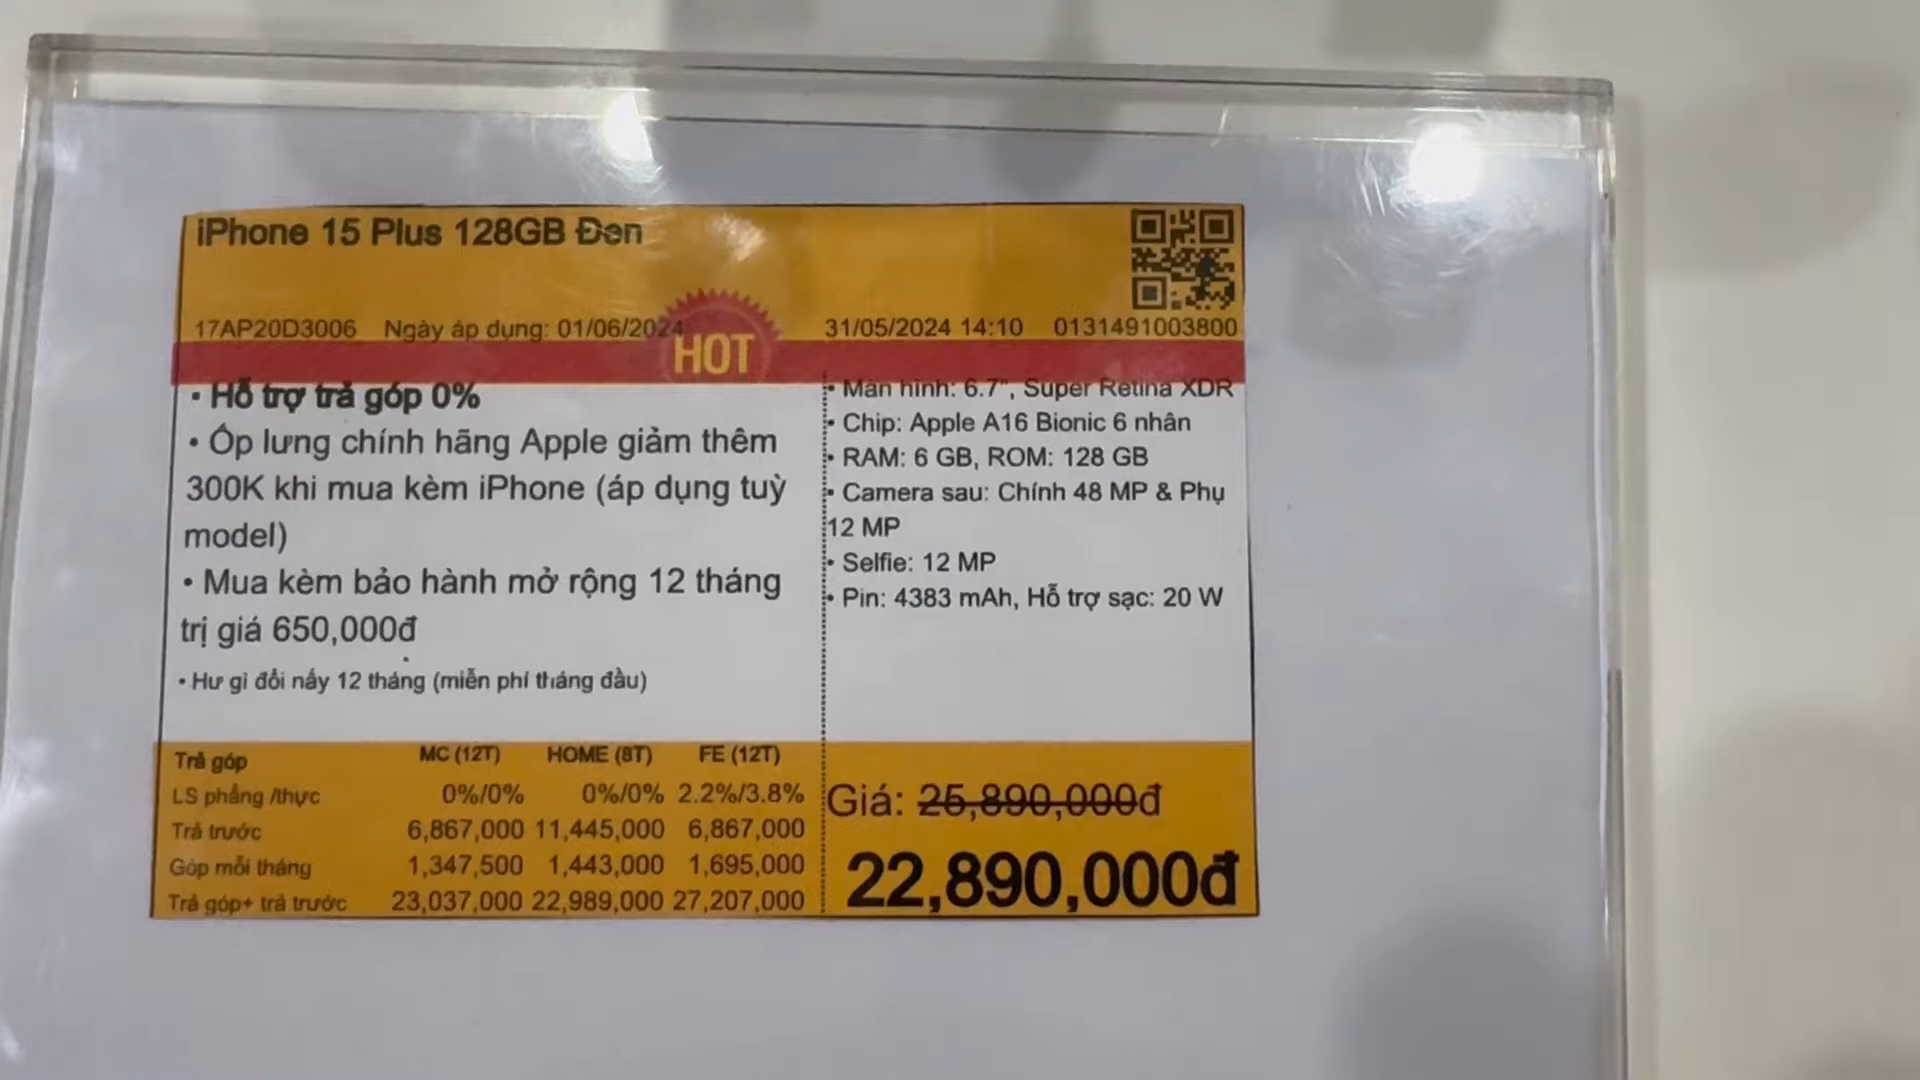 iPhone 15 Plus 128GB Đen
17AP20D3006 Ngày áp dụng: 01/06/2024 31/05/2024 14:10 0131491003800
HOT
• Hỗ trợ trả góp 0%
• Ốp lưng chính hãng Apple giảm thêm
300K khi mua kèm iPhone (áp dụng tuỳ
model)
• Mua kèm bảo hành mở rộng 12 tháng
trị giá 650,000đ
• Hư gì đổi nấy 12 tháng (miễn phí tháng đầu)
• Màn hình: 6.7", Super Retina XDR
• Chip: Apple A16 Bionic 6 nhân
• RAM: 6 GB, ROM: 128 GB
• Camera sau: Chính 48 MP & Phụ
12 MP
• Selfie: 12 MP
• Pin: 4383 mAh, Hỗ trợ sạc: 20 W
Trả góp MC (12T) HOME (8T) FE (12T)
LS phẳng /thực 0%/0% 0%/0% 2.2%/3.8%
Trả trước 6,867,000 11,445,000 6,867,000
Góp mỗi tháng 1,347,500 1,443,000 1,695,000
Trả góp+ trả trước 23,037,000 22,989,000 27,207,000
Giá: 25,890,000đ
22,890,000đ